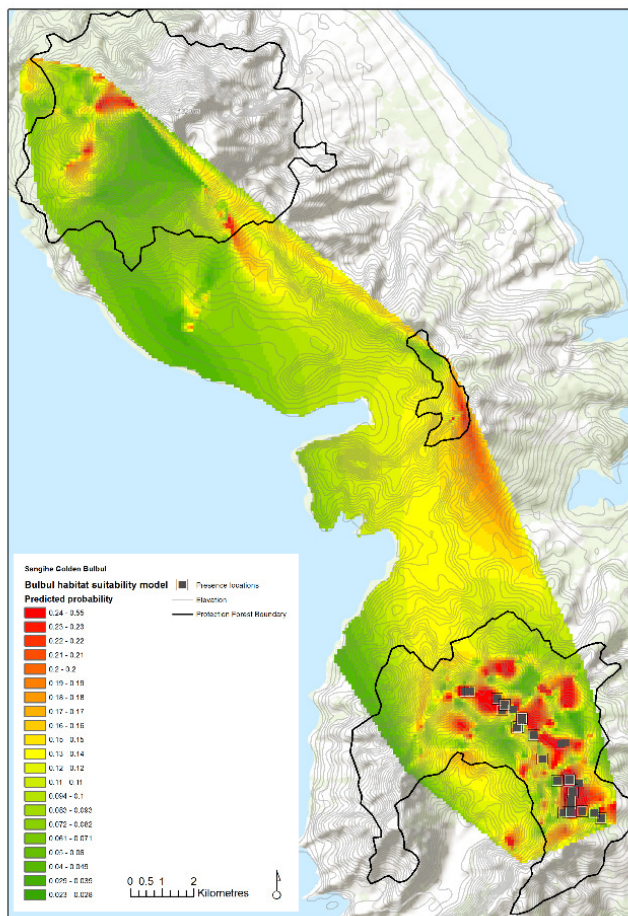 Sangihe Golden Bulbul
Bulbul habitat suitability model
Predicted probability
0.24 - 0.55
0.23 - 0.23
0.22 - 0.22
0.21 - 0.21
0.2 - 0.2
0.19 - 0.19
0.18 - 0.18
0.17 - 0.17
0.16 - 0.16
0.15 - 0.15
0.13 - 0.14
0.12 - 0.12
0.11 - 0.11
0.094 - 0.1
0.083 - 0.093
0.072 - 0.082
0.061 - 0.071
0.05 - 0.06
0.04 - 0.049
0.029 - 0.039
0.023 - 0.028
Presence locations
Elevation
Protection Forest Boundary
0 0.5 1 2
Kilometres